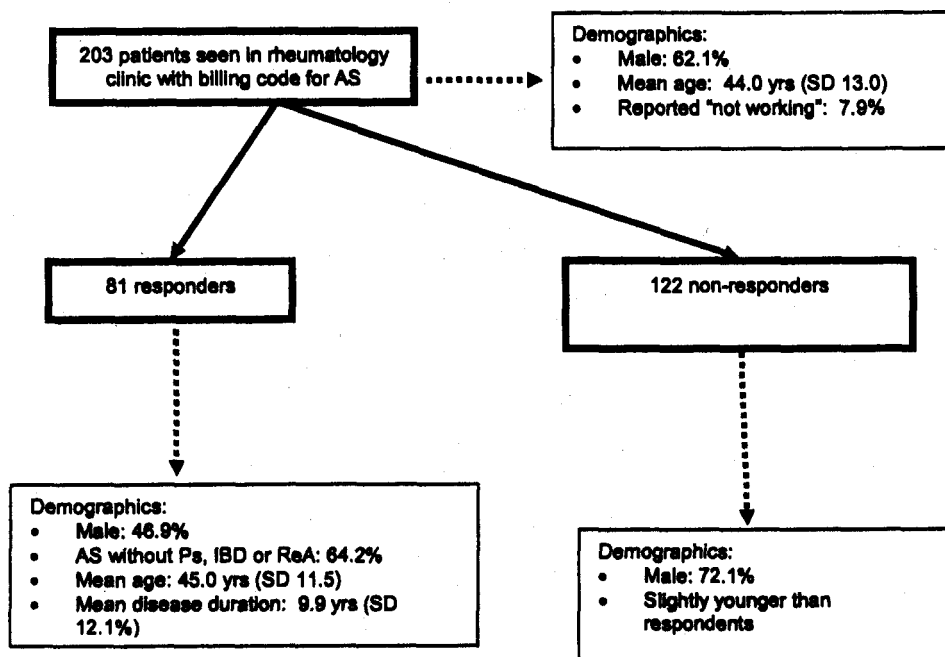 203 patients seen in rheumatology
clinic with billing code for AS
Demographics:
• Male: 62.1%
• Mean age: 44.0 yrs (SD 13.0)
• Reported "not working": 7.9%
81 responders
122 non-responders
Demographics:
• Male: 46.9%
• AS without Ps, IBD or ReA: 64.2%
• Mean age: 45.0 yrs (SD 11.5)
• Mean disease duration: 9.9 yrs (SD
12.1%)
Demographics:
• Male: 72.1%
• Slightly younger than
respondents